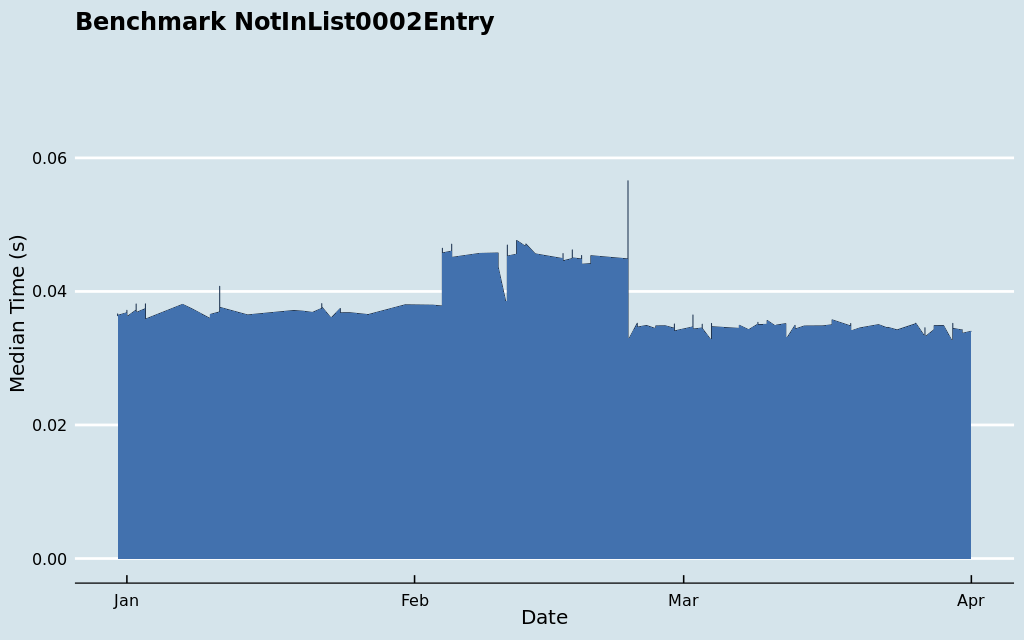 Benchmark NotInList0002Entry
Median Time (s)
0.06
0.04
0.02
0.00
Jan Feb Mar Apr
Date